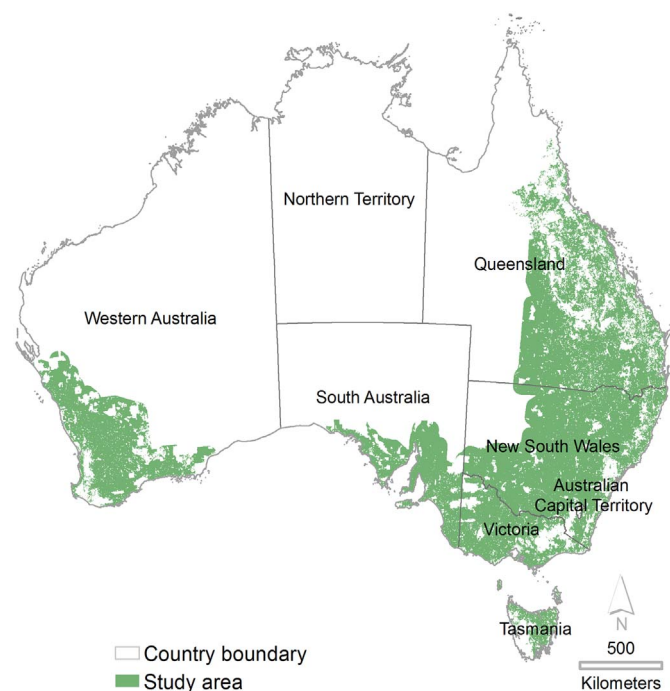 Northern Territory
Queensland
Western Australia
South Australia
New South Wales
Australian
Capital Territory
Victoria
Tasmania
N
500
Kilometers
Country boundary
Study area